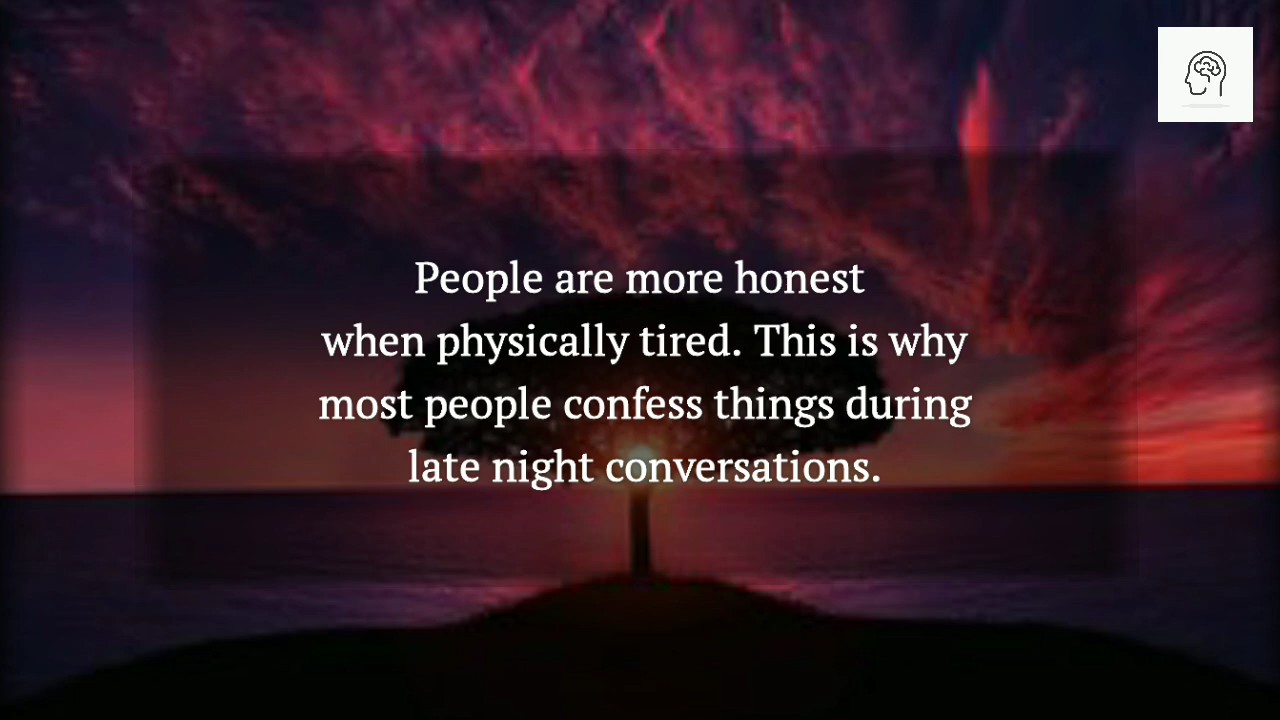 People are more honest
when physically tired. This is why
most people confess things during
late night conversations.